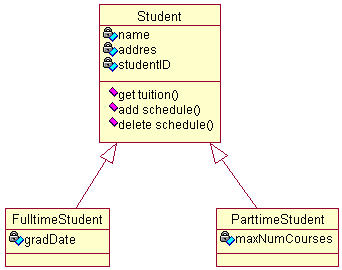 Student
name
addres
studentID
get tuition()
add schedule()
delete schedule()
FulltimeStudent
gradDate
ParttimeStudent
maxNumCourses